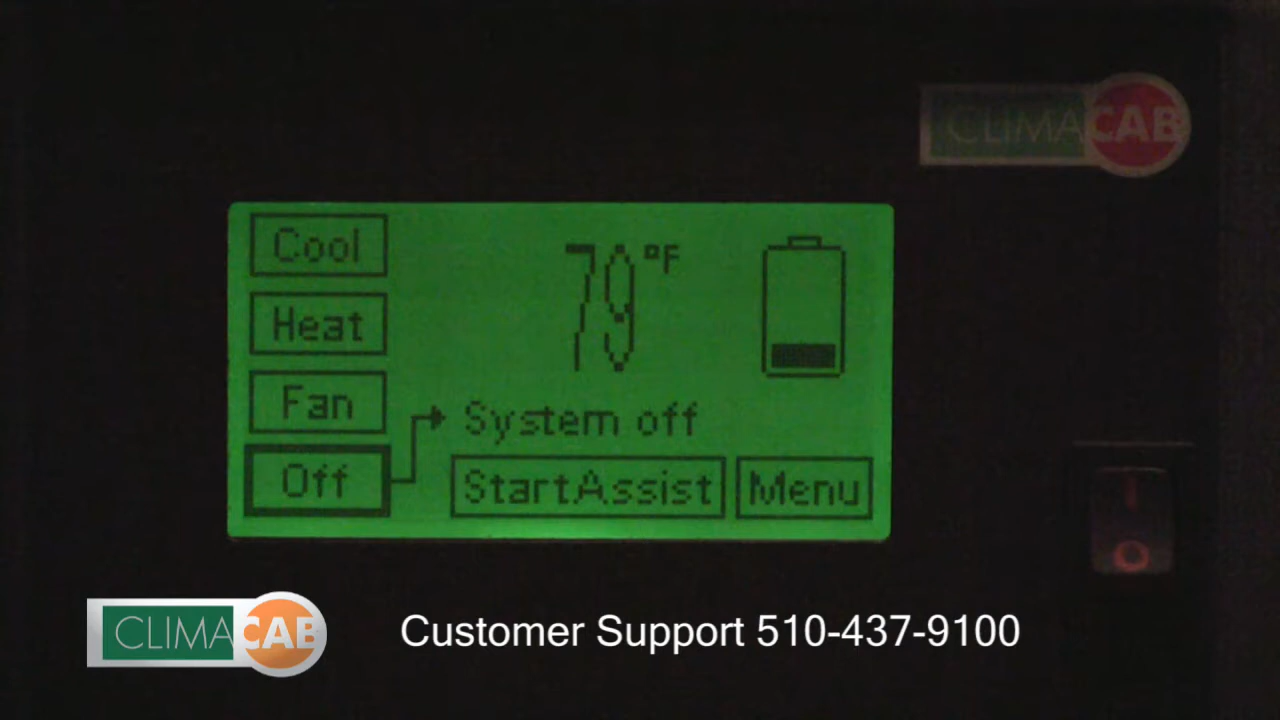 CLIMACAB
Cool
79°F
Heat
Fan
System off
Off
StartAssist
Menu
I
O
CLIMACAB
Customer Support 510-437-9100